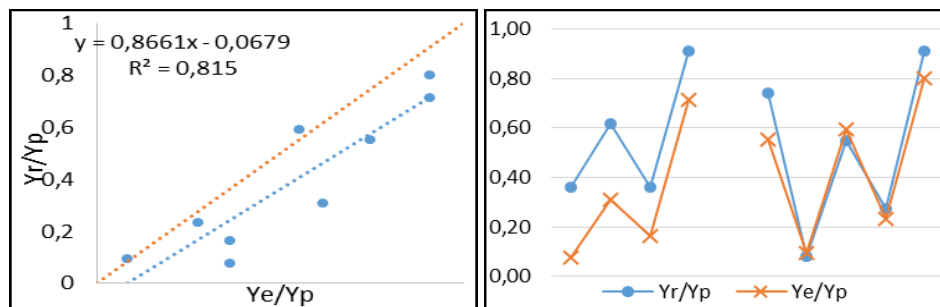 y = 0,8661x - 0,0679
R² = 0,815
1
0,8
0,6
0,4
0,2
0
Yr/Yp
Ye/Yp
1,00
0,80
0,60
0,40
0,20
0,00
Yr/Yp Ye/Yp